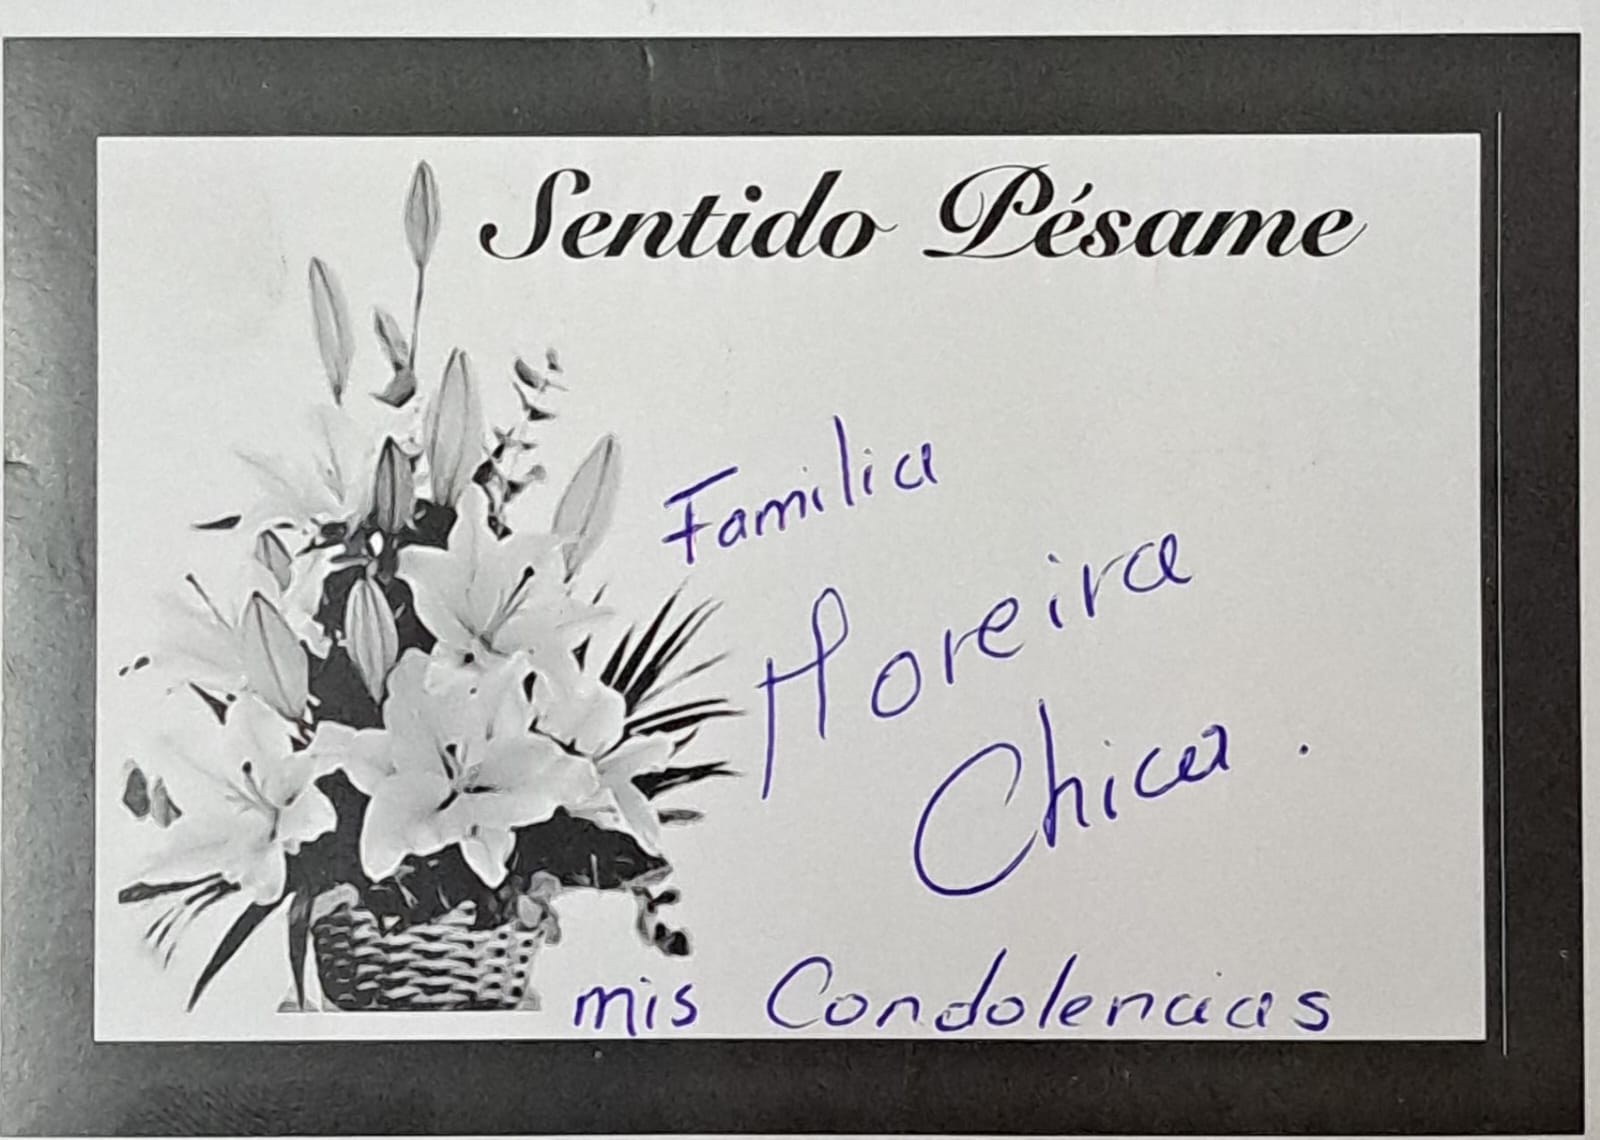 Sentido Pésame
Familia
Moreira
Chica.
mis Condolencias